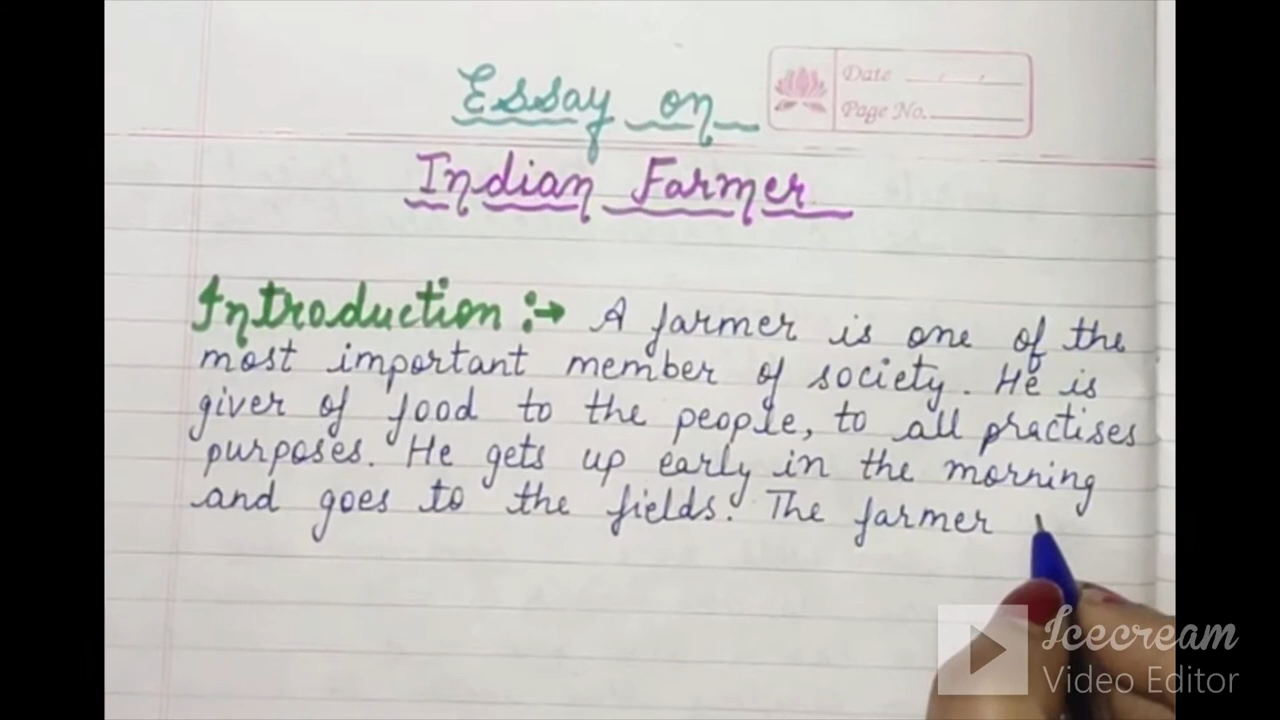 Essay on
Date
Page No.
Indian Farmer
Introduction :→ A farmer is one of the
most important member of society. He is
giver of food to the people, to all practises
purposes. He gets up early in the morning
and goes to the fields. The farmer
Icecream
Video Editor